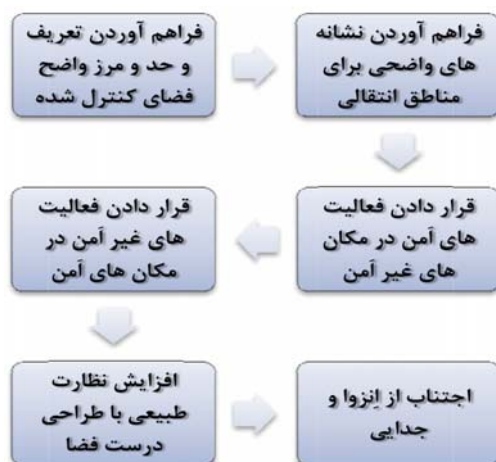 فراهم آوردن تعریف
و حد و مرز واضح
فضای کنترل شده
فراهم آوردن نشانه
های واضحی برای
مناطق انتقالی
قرار دادن فعالیت
های آمن در مکان
های غیر آمن
قرار دادن فعالیت
های غیر آمن در
مکان های آمن
افزایش نظارت
طبیعی با طراحی
درست فضا
اجتناب از اِنزوا و
جدایی